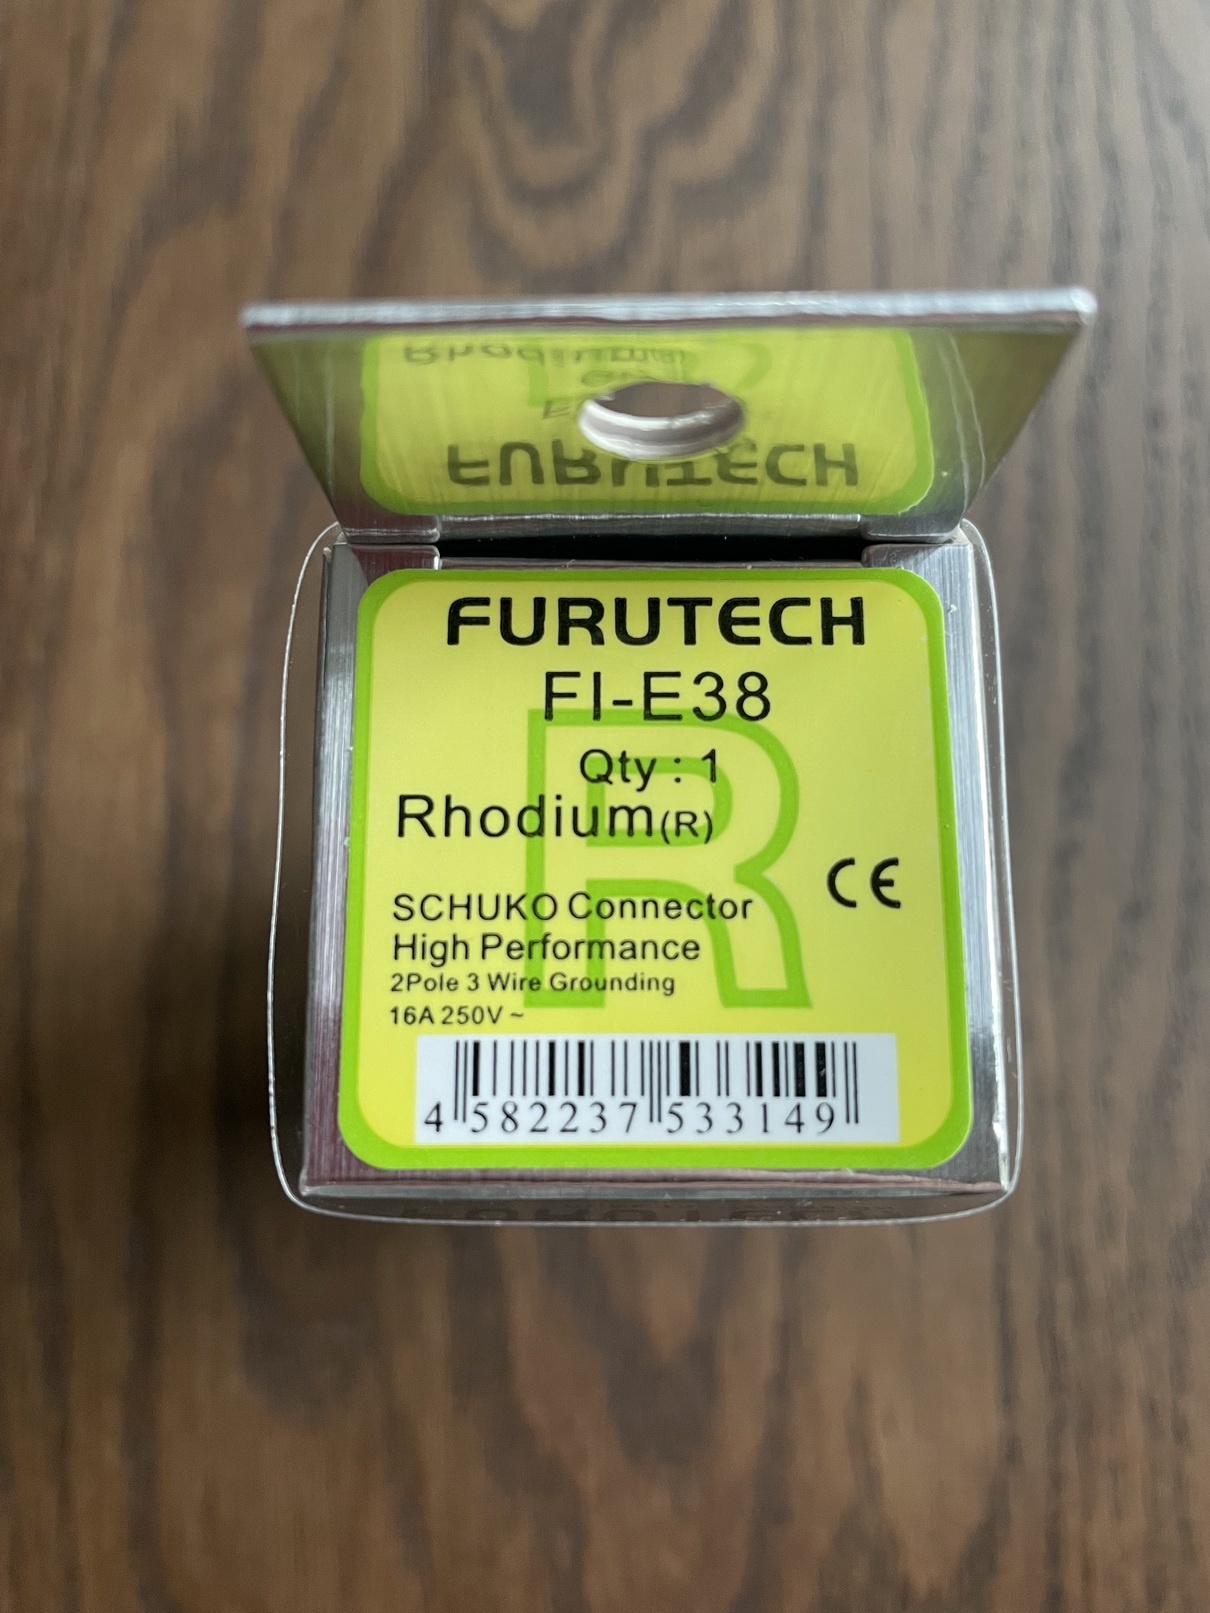 FURUTECH
FI-E38
Qty : 1
Rhodium(R)
CE
SCHUKO Connector
High Performance
2Pole 3 Wire Grounding
16A 250V ~
4 582237 533149